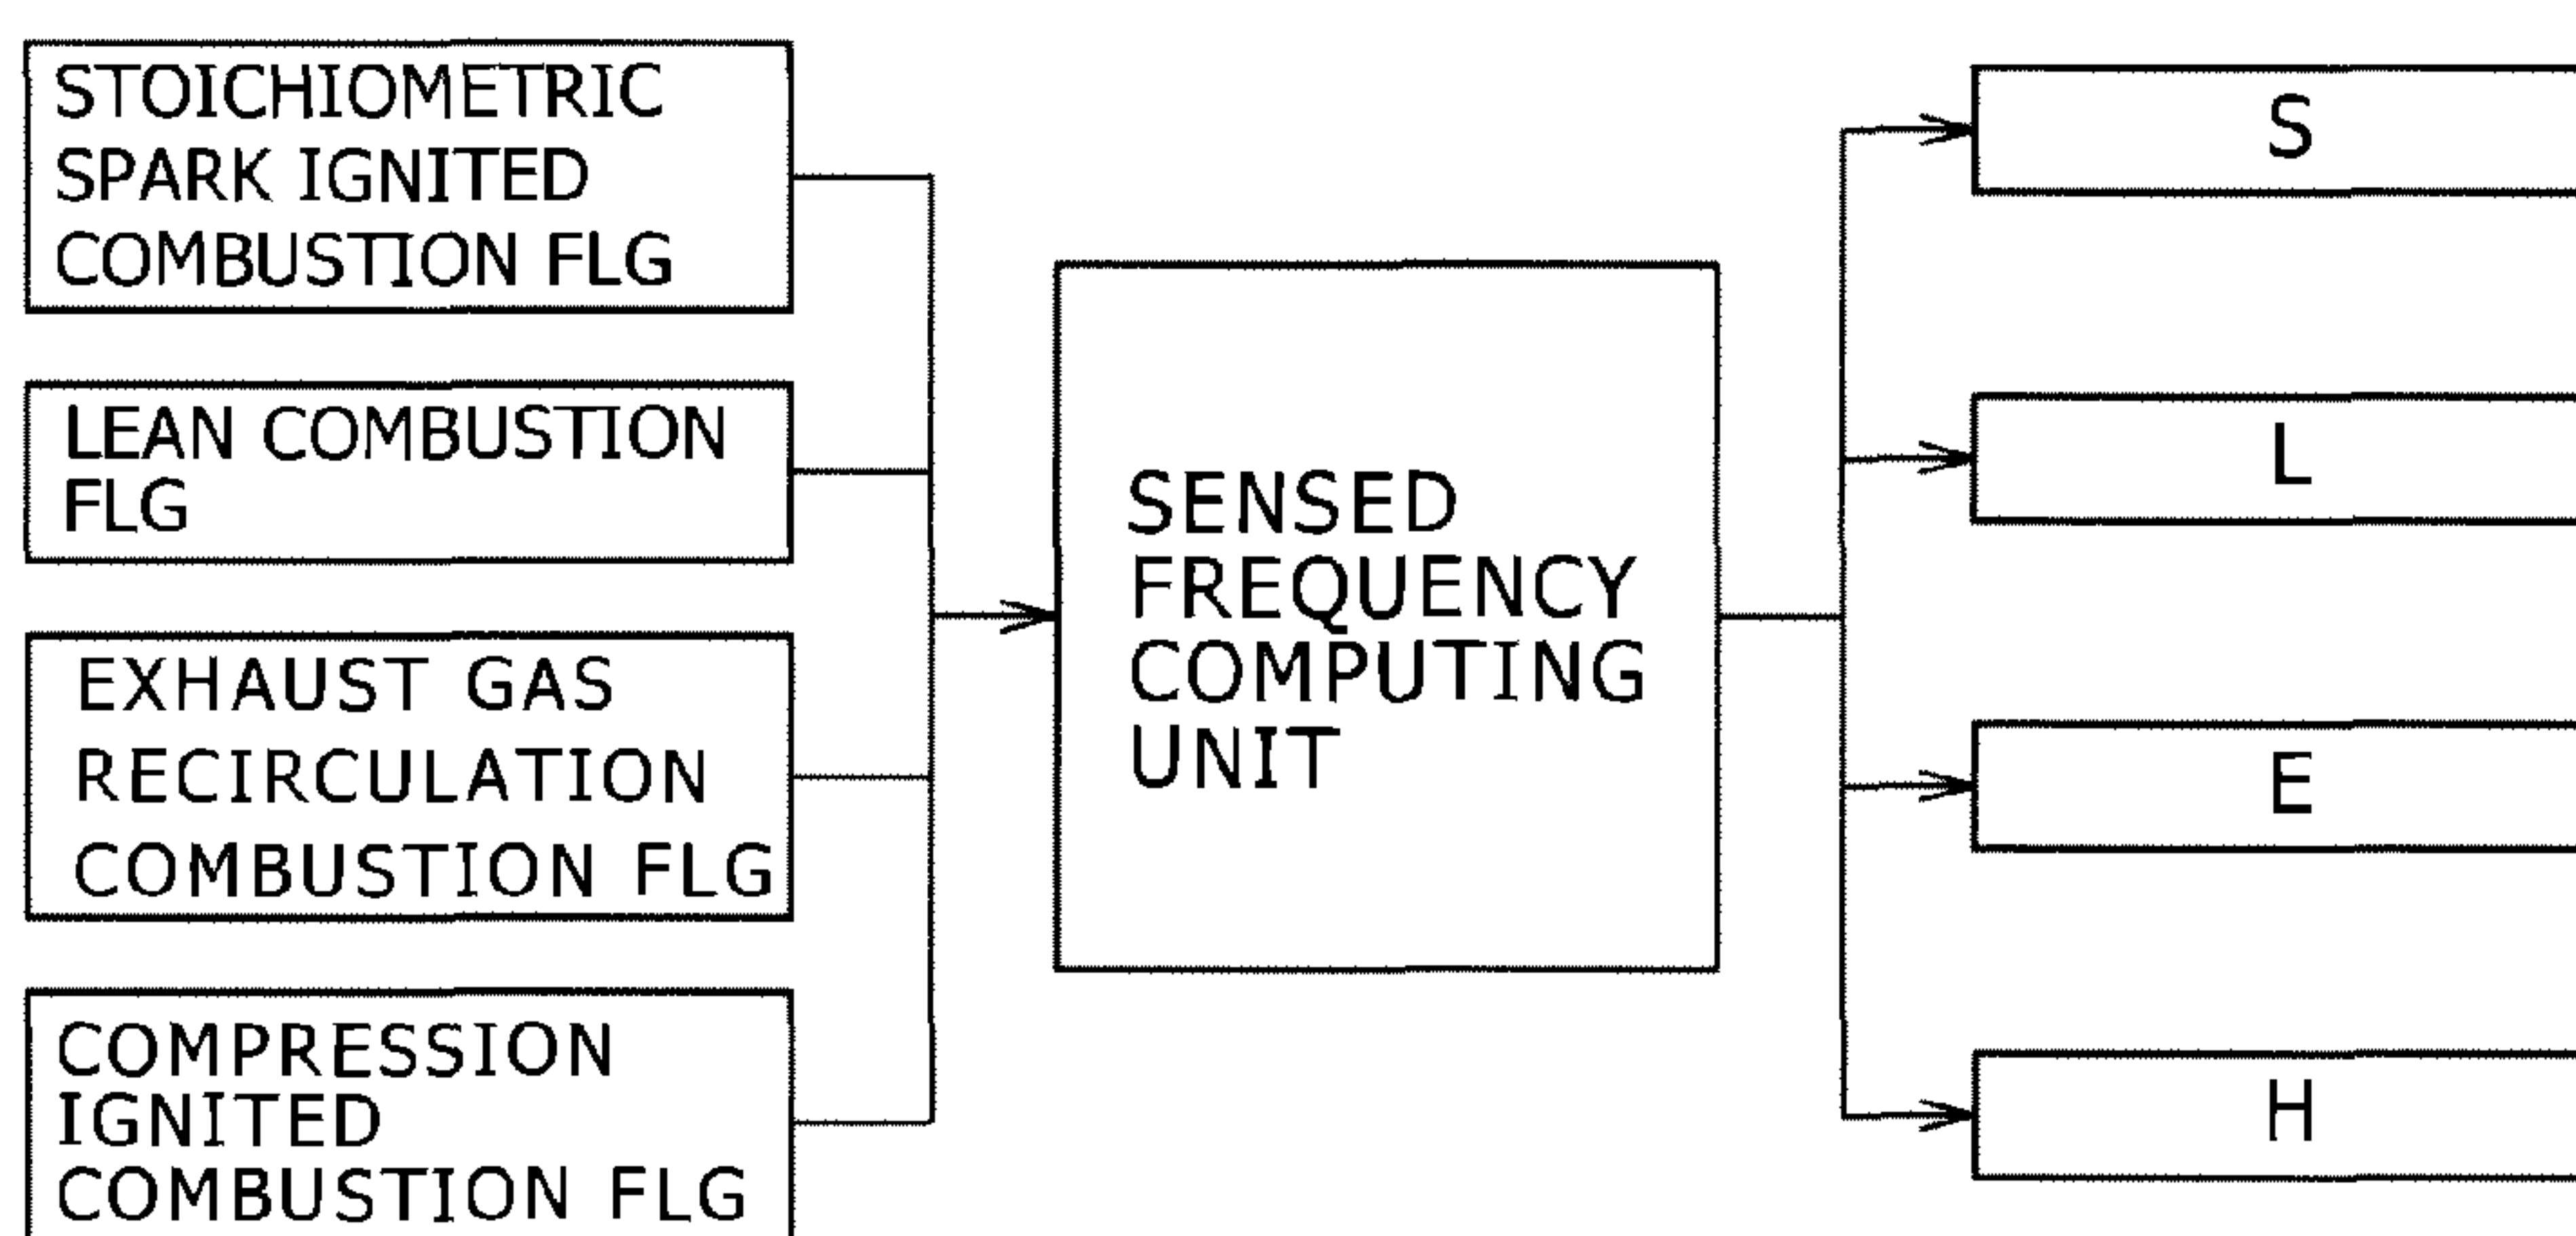 STOICHIOMETRIC
SPARK IGNITED
COMBUSTION FLG
LEAN COMBUSTION
FLG
EXHAUST GAS
RECIRCULATION
COMBUSTION FLG
COMPRESSION
IGNITED
COMBUSTION FLG
SENSED
FREQUENCY
COMPUTING
UNIT
S
L
E
H